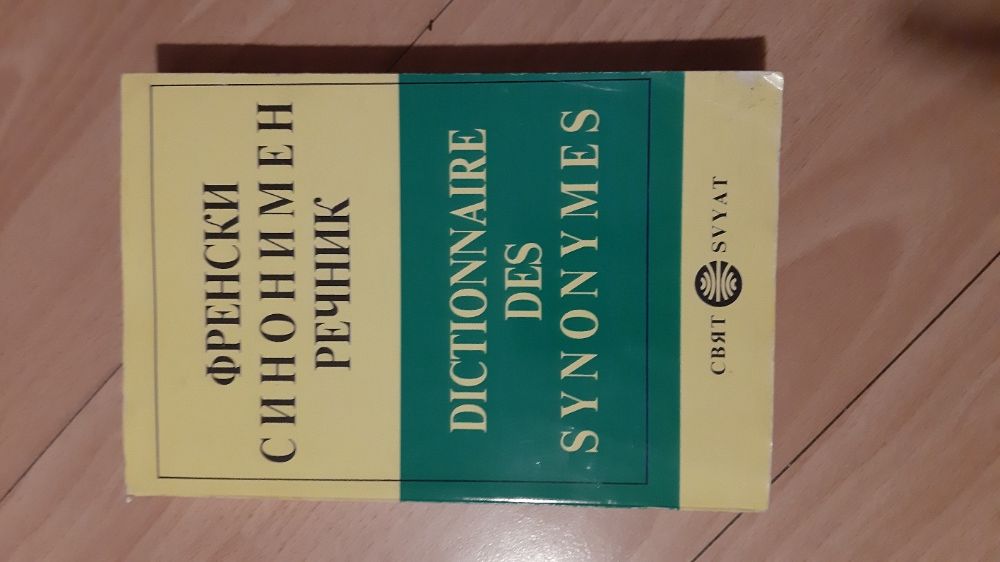 ФРЕНСКИ
СИНОНИМЕН
РЕЧНИК
DICTIONNAIRE
DES
SYNONYMES
СВЯТ SVYAT